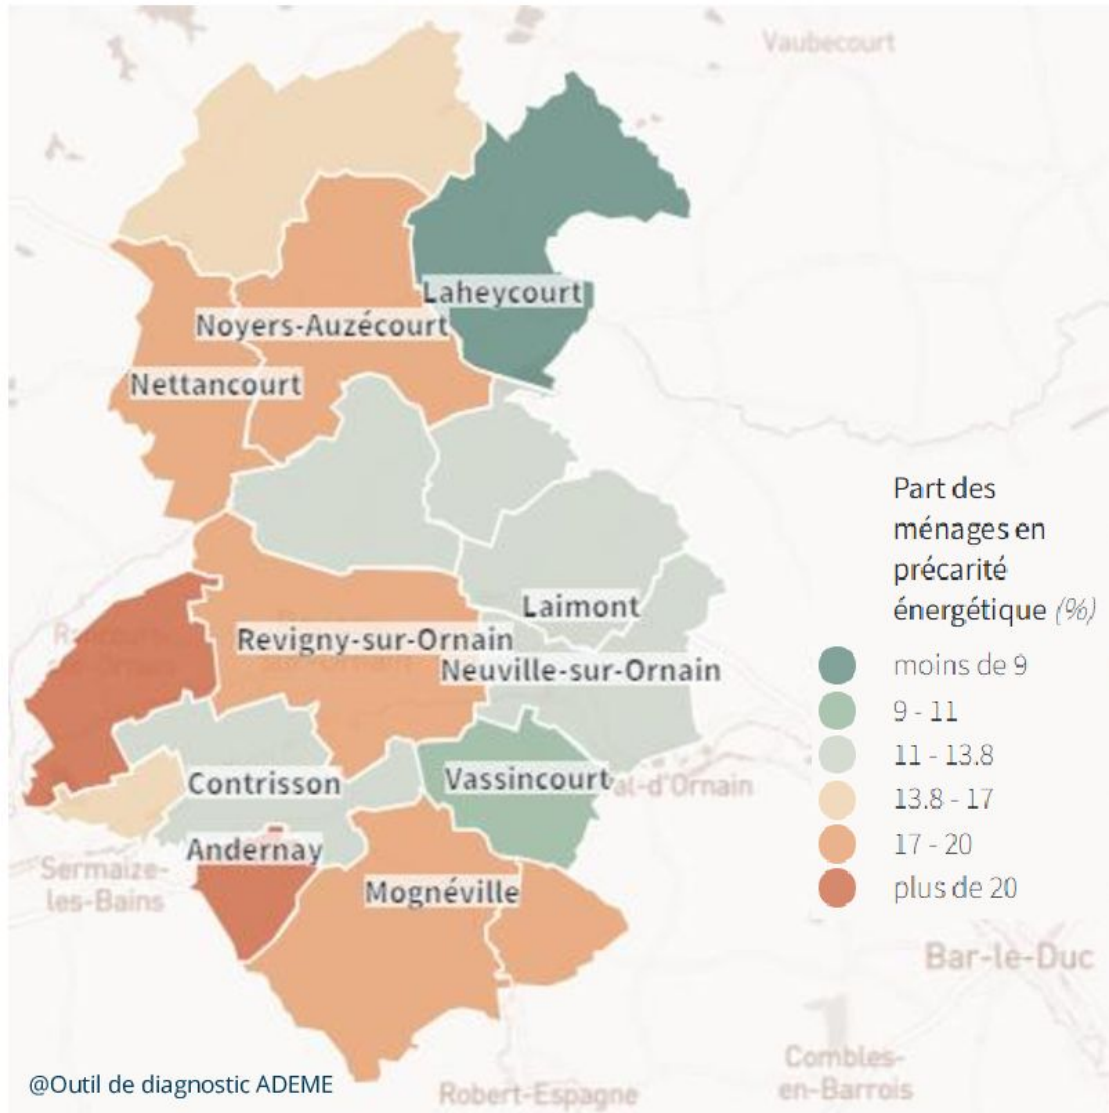 Vaubecourt
Laheycourt
Noyers-Auzécourt
Nettancourt
Part des
ménages en
précarité
énergétique (%)
Laimont
Revigny-sur-Ornain
Neuville-sur-Ornain
moins de 9
9 - 11
11 - 13.8
13.8 - 17
17 - 20
plus de 20
Contrisson
Vassincourt
al-d'Ornain
Andernay
Sermaize-
les-Bains
Mognéville
Bar-le-Duc
Combles-
en-Barrois
@Outil de diagnostic ADEME
Robert-Espagne